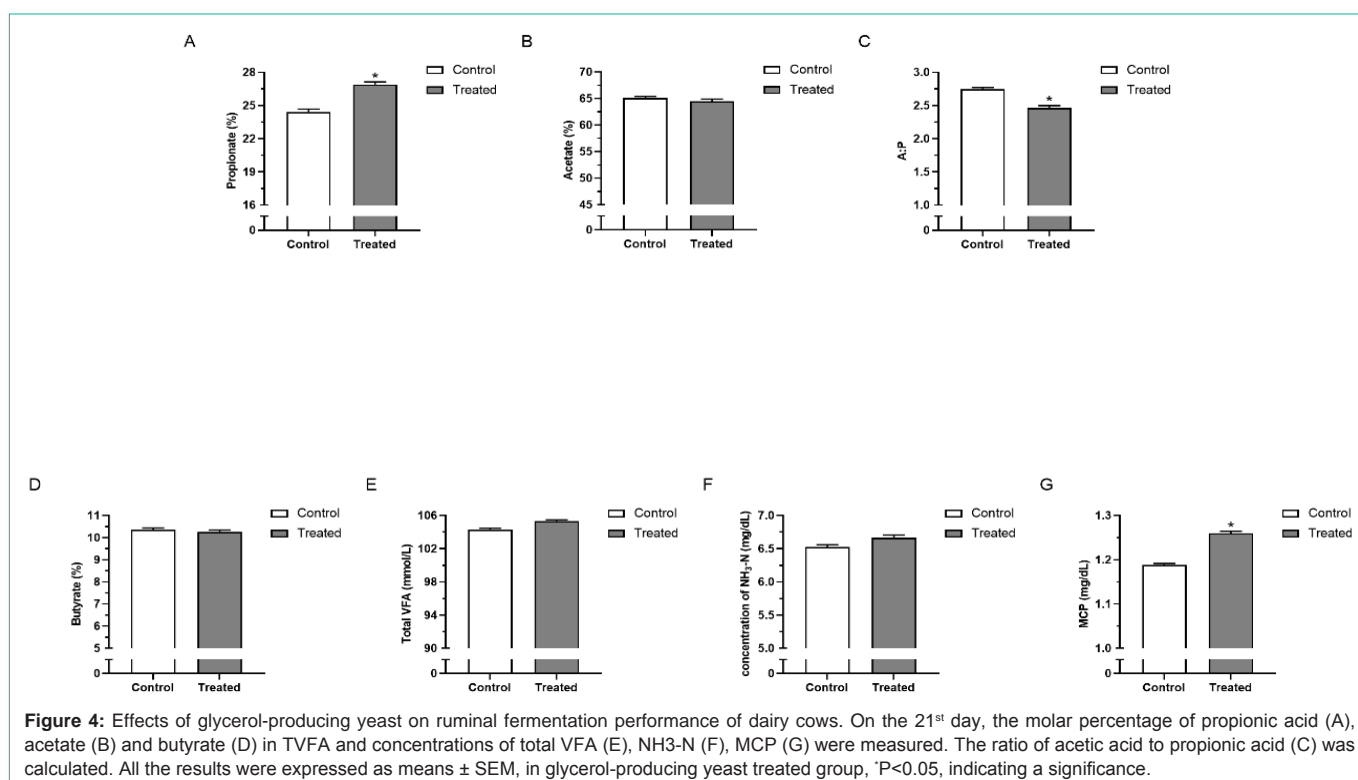 A
B
C
Propionate (%)
28
25
22
19
16
0
*
Control
Treated
Control
Treated
Acetate (%)
70
65
60
55
50
45
0
Control
Treated
Control
Treated
A:P
3.0
2.5
2.0
1.5
1.0
0
*
Control
Treated
Control
Treated
D
E
F
G
Butyrate (%)
11
10
9
8
7
6
5
0
Control
Treated
Control
Treated
Total VFA (mmol/L)
106
102
98
94
90
0
Control
Treated
Control
Treated
concentration of NH₃-N (mg/dL)
7.0
6.5
6.0
5.5
5.0
0
Control
Treated
Control
Treated
MCP (mg/dL)
1.3
1.2
1.1
1.0
0
*
Control
Treated
Control
Treated
Figure 4: Effects of glycerol-producing yeast on ruminal fermentation performance of dairy cows. On the 21st day, the molar percentage of propionic acid (A),
acetate (B) and butyrate (D) in TVFA and concentrations of total VFA (E), NH3-N (F), MCP (G) were measured. The ratio of acetic acid to propionic acid (C) was
calculated. All the results were expressed as means ± SEM, in glycerol-producing yeast treated group, *P<0.05, indicating a significance.